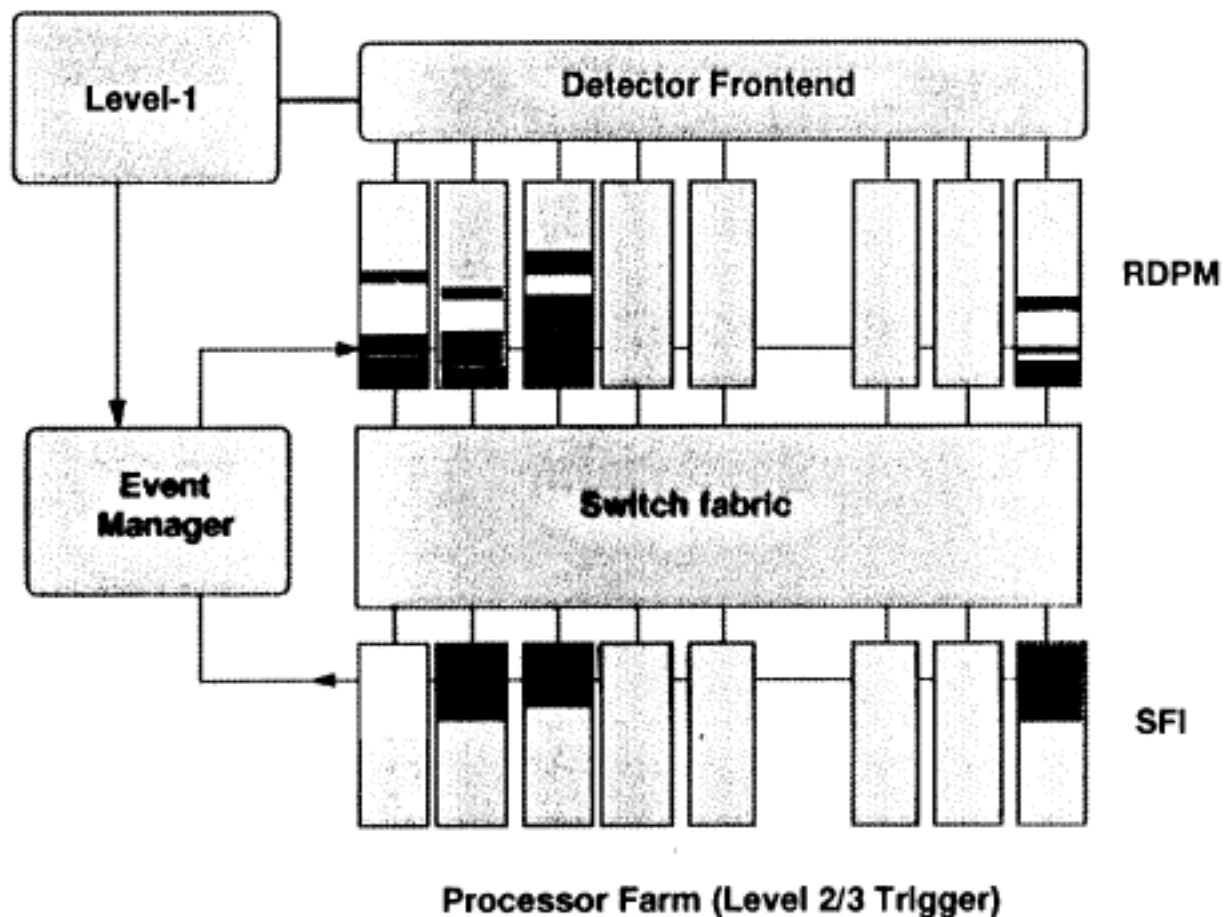 Level-1
Detector Frontend
RDPM
Event
Manager
Switch fabric
SFI
Processor Farm (Level 2/3 Trigger)